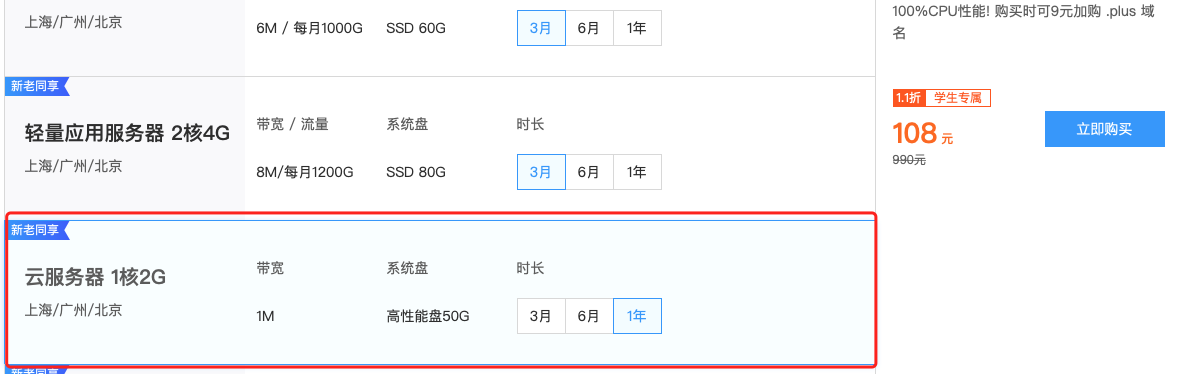 上海/广州/北京
6M / 每月1000G
SSD 60G
3月 6月 1年
新老同享
轻量应用服务器 2核4G
上海/广州/北京
带宽 / 流量
系统盘
时长
8M/每月1200G
SSD 80G
3月 6月 1年
新老同享
云服务器 1核2G
上海/广州/北京
带宽
系统盘
时长
1M
高性能盘50G
3月 6月 1年
新老同享
100%CPU性能! 购买时可9元加购 .plus 域
名
1.1折 学生专属
108 元
990元
立即购买